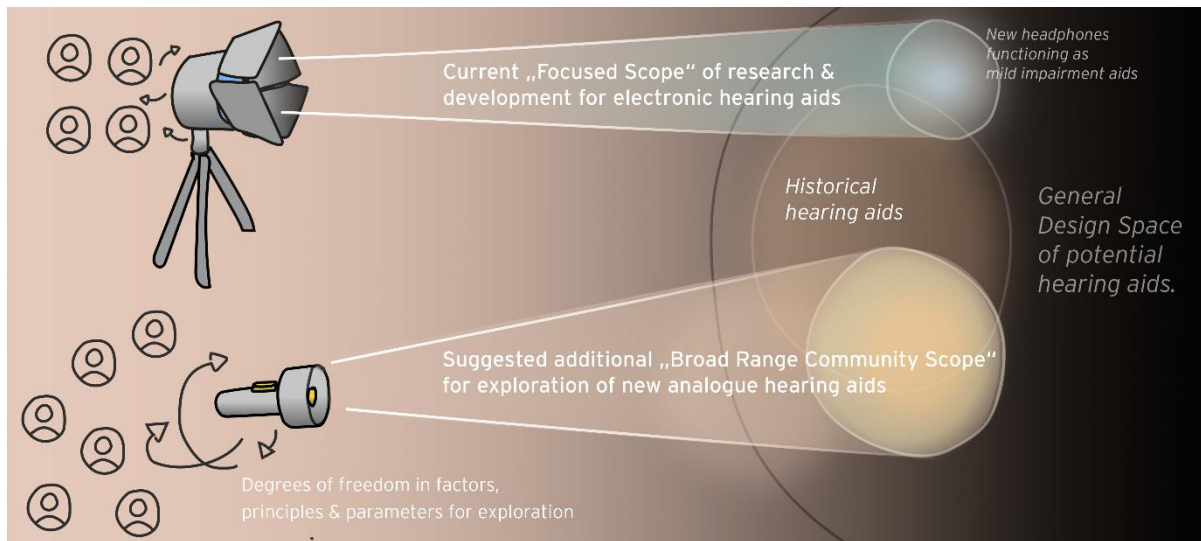 New headphones
functioning as
mild impairment aids
Current „Focused Scope“ of research &
development for electronic hearing aids
Historical
hearing aids
General
Design Space
of potential
hearing aids.
Suggested additional „Broad Range Community Scope“
for exploration of new analogue hearing aids
Degrees of freedom in factors,
principles & parameters for exploration